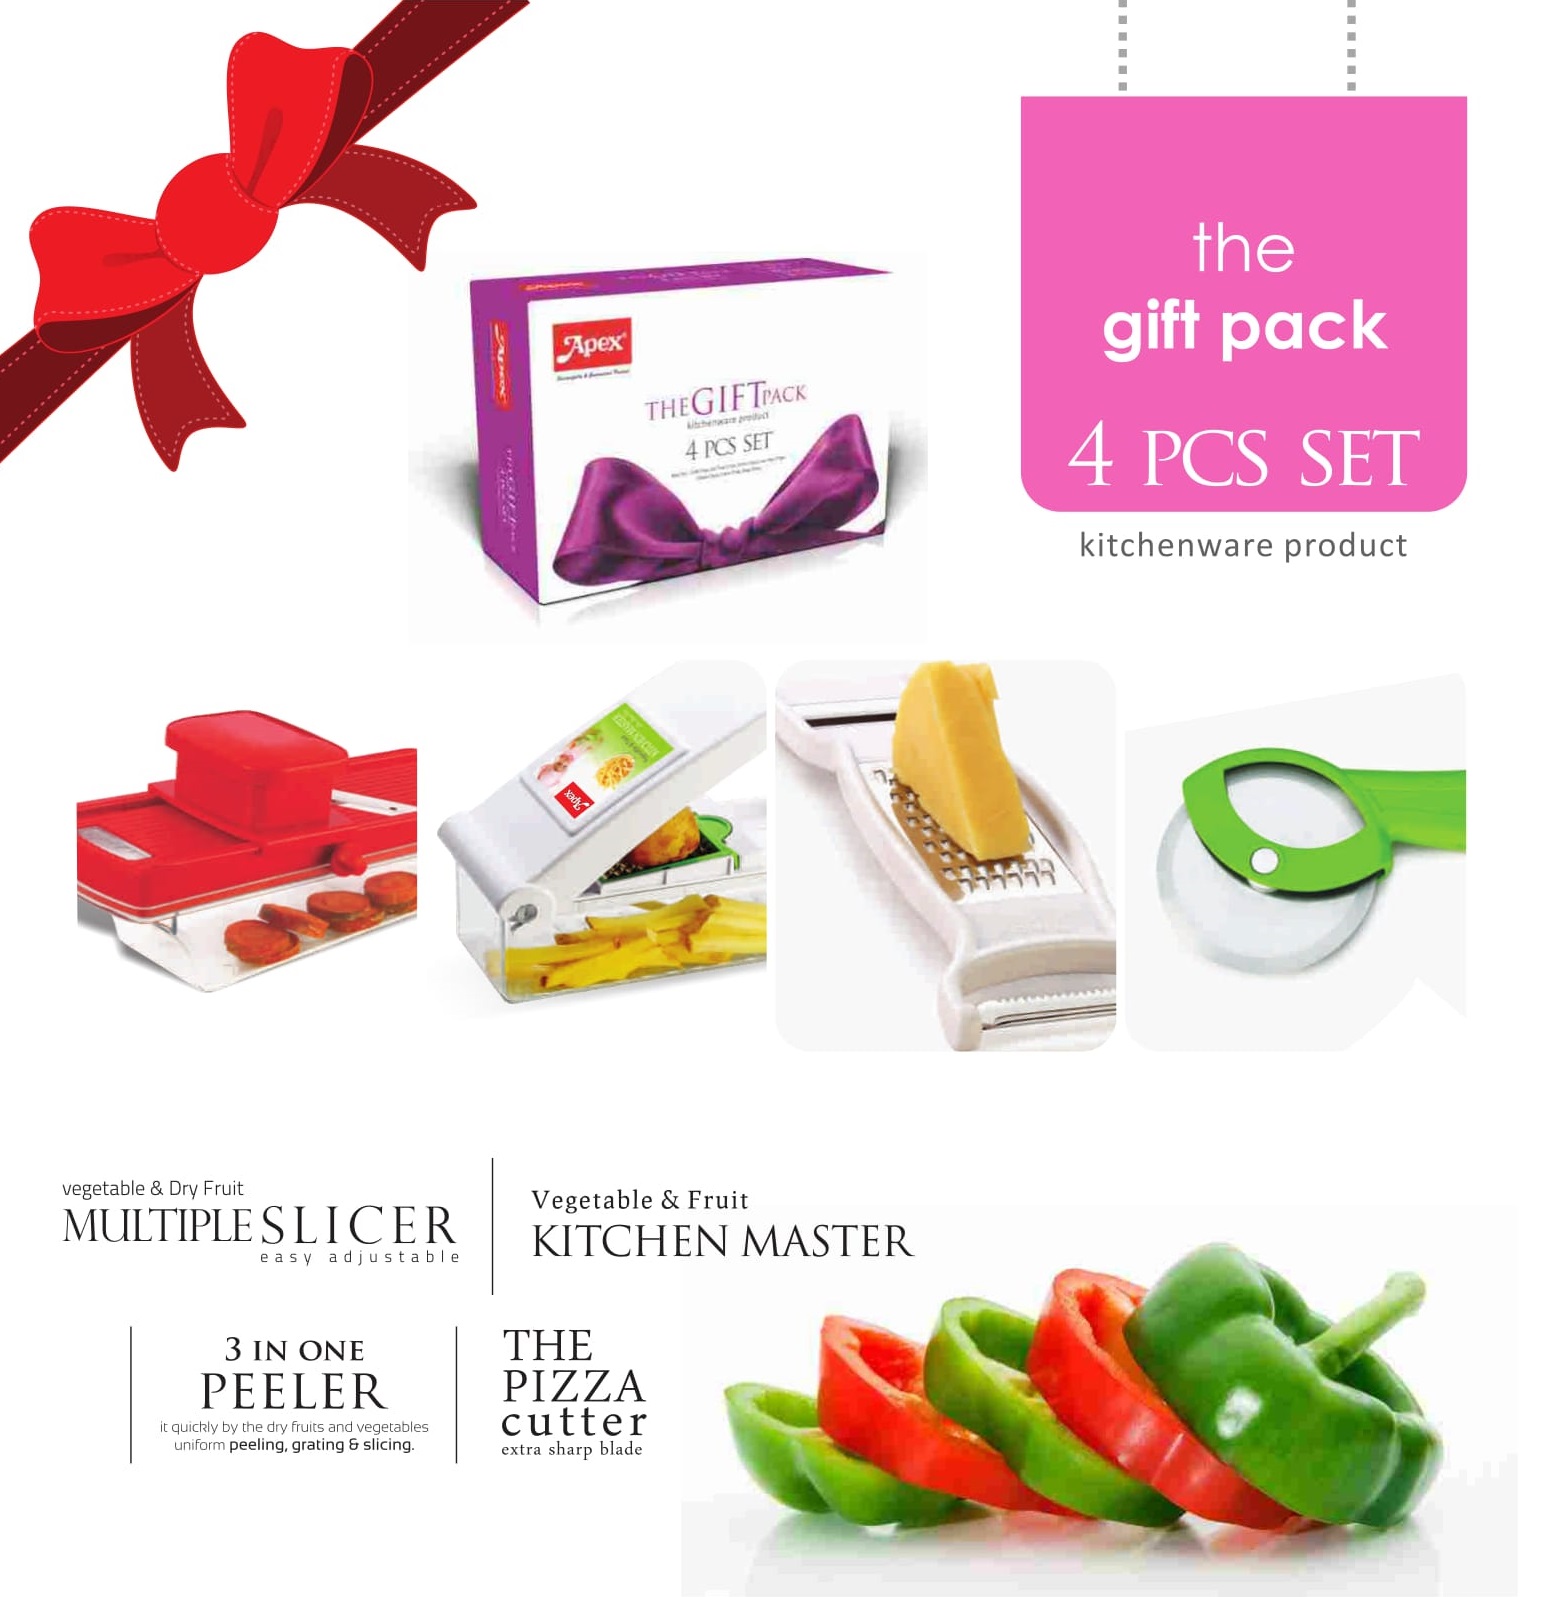 Apex
THE GIFT PACK
kitchenware product
4 PCS SET
the
gift pack
4 PCS SET
kitchenware product
Apex
vegetable & Dry Fruit
MULTIPLE SLICER
easy adjustable
Vegetable & Fruit
KITCHEN MASTER
3 IN ONE
PEELER
it quickly by the dry fruits and vegetables
uniform peeling, grating & slicing.
THE
PIZZA
cutter
extra sharp blade